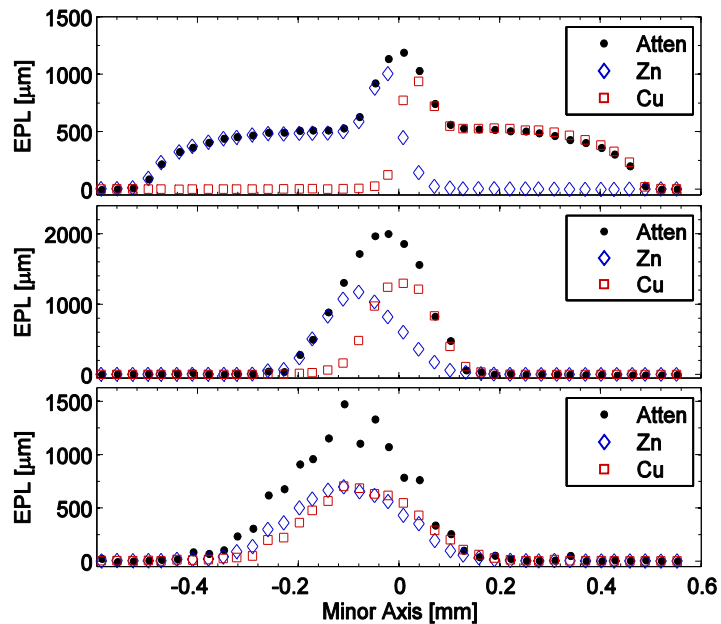 1500
1000
500
0
EPL [μm]
Atten
Zn
Cu
2000
1000
0
EPL [μm]
Atten
Zn
Cu
1500
1000
500
0
EPL [μm]
Atten
Zn
Cu
-0.4 -0.2 0 0.2 0.4 0.6
Minor Axis [mm]